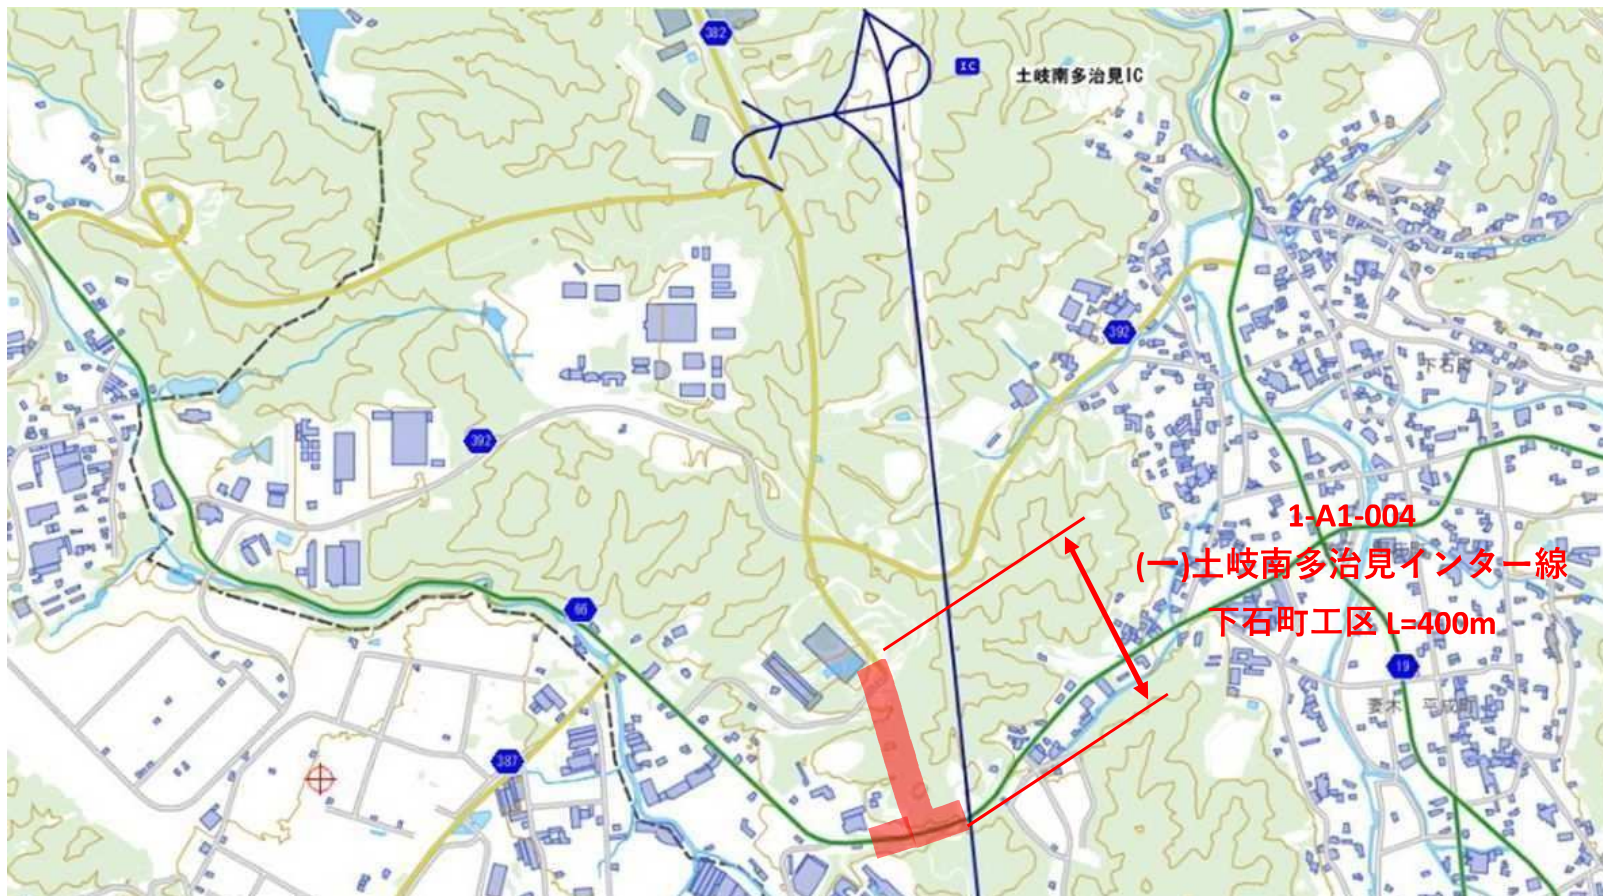 382
IC
土岐南多治見IC
392
下石町
392
1-A1-004
(一)土岐南多治見インター線
66
下石町工区 L=400m
19
妻木 平成町
387